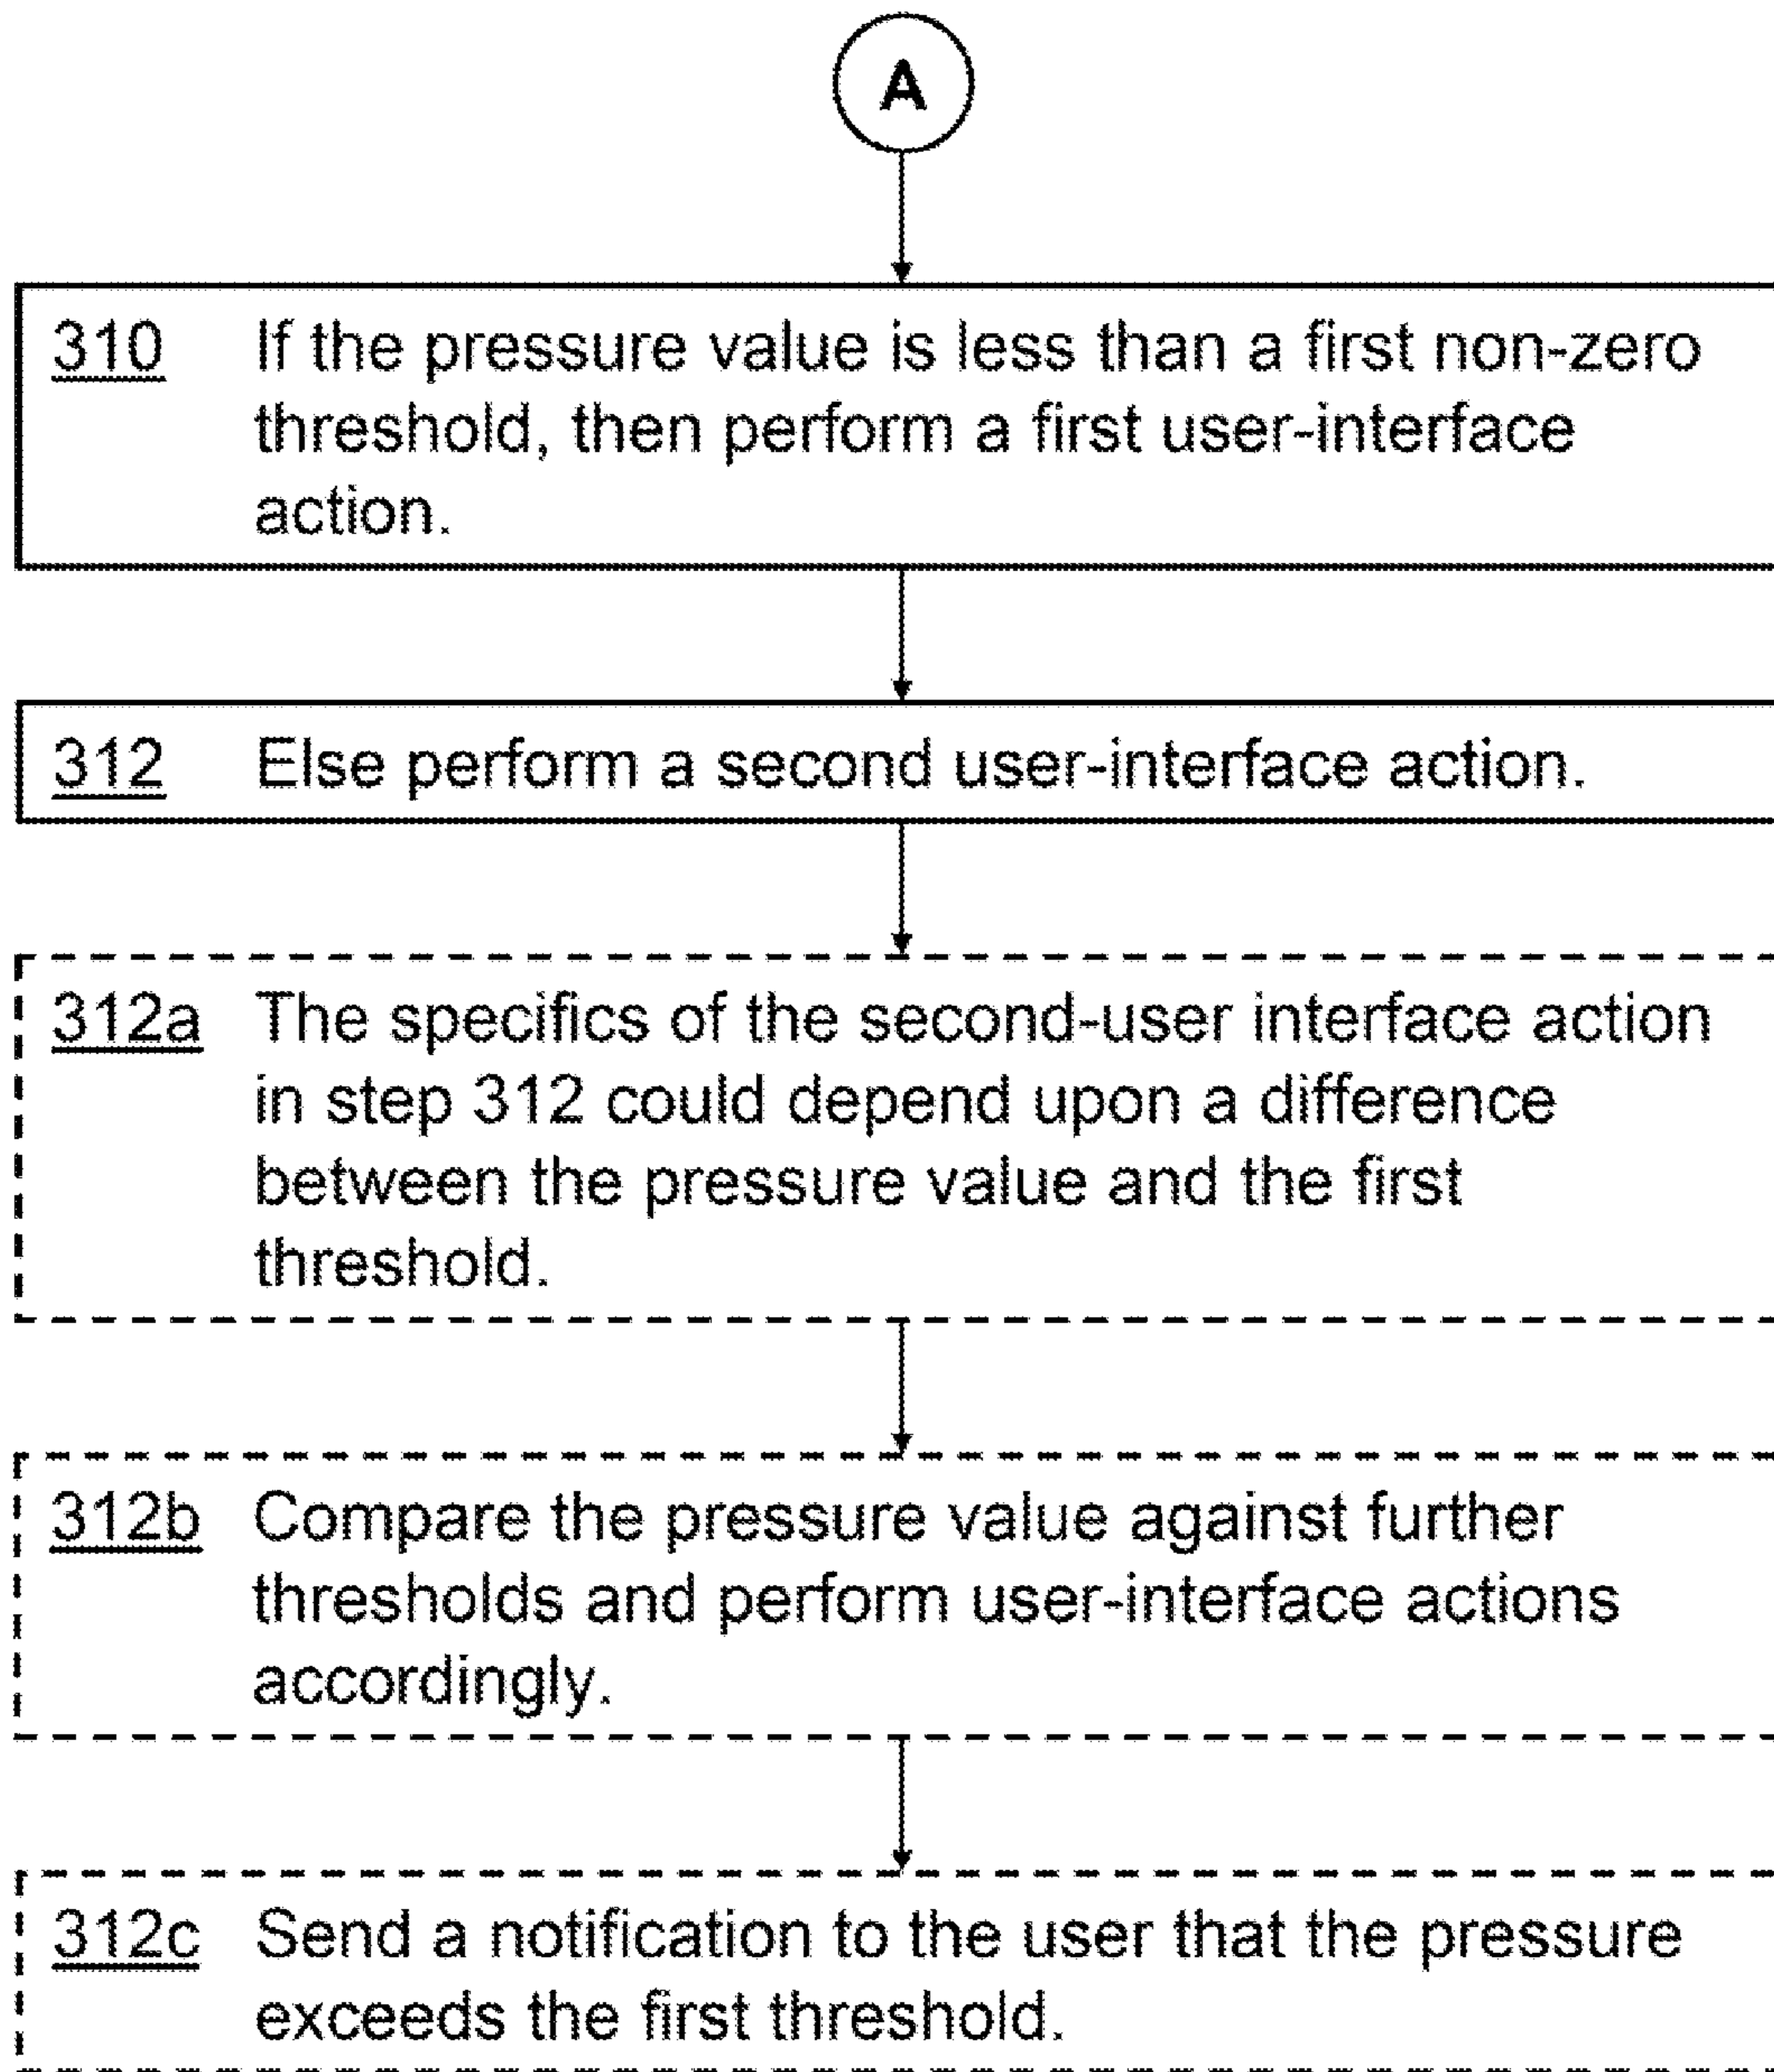 A
310 If the pressure value is less than a first non-zero
threshold, then perform a first user-interface
action.
312 Else perform a second user-interface action.
312a The specifics of the second-user interface action
in step 312 could depend upon a difference
between the pressure value and the first
threshold.
312b Compare the pressure value against further
thresholds and perform user-interface actions
accordingly.
312c Send a notification to the user that the pressure
exceeds the first threshold.